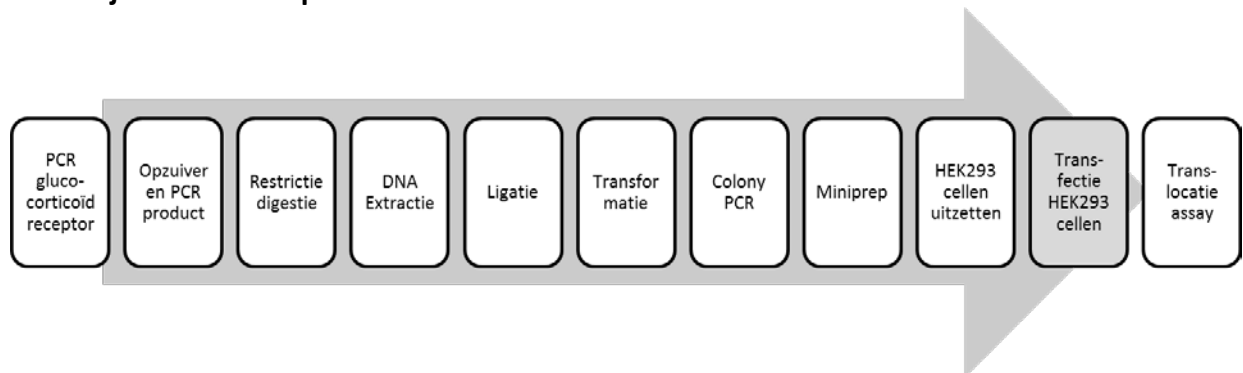 PCR
gluco-
corticoïd
receptor
Opzuiver
en PCR
product
Restrictie
digestie
DNA
Extractie
Ligatie
Transfor
matie
Colony
PCR
Miniprep
HEK293
cellen
uitzetten
Trans-
fectie
HEK293
cellen
Trans-
locatie
assay